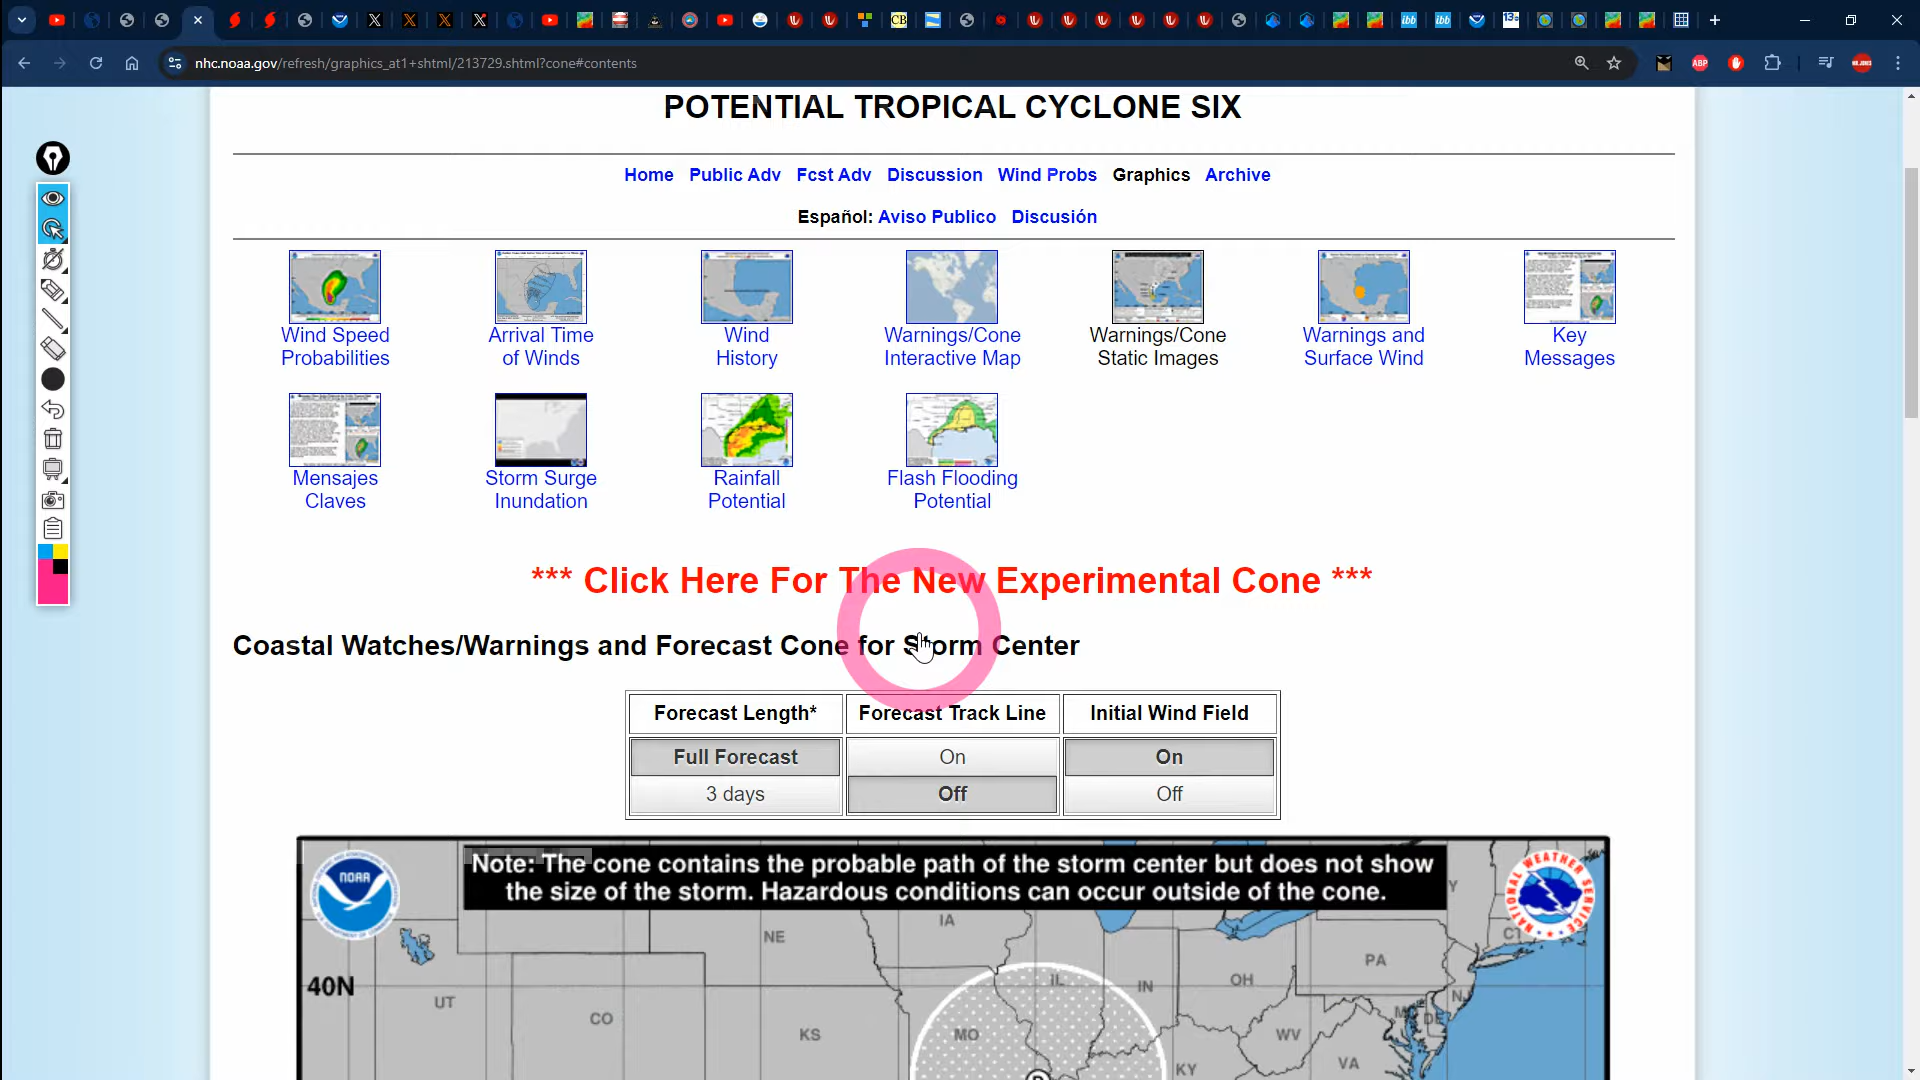 nhc.noaa.gov/refresh/graphics_at1+shtml/213729.shtml?cone#contents
POTENTIAL TROPICAL CYCLONE SIX
Home Public Adv Fcst Adv Discussion Wind Probs Graphics Archive
Español: Aviso Publico Discusión
Wind Speed Probabilities
Arrival Time of Winds
Wind History
Warnings/Cone Interactive Map
Warnings/Cone Static Images
Warnings and Surface Wind
Key Messages
Mensajes Claves
Storm Surge Inundation
Rainfall Potential
Flash Flooding Potential
*** Click Here For The New Experimental Cone ***
Coastal Watches/Warnings and Forecast Cone for Storm Center
Forecast Length* Forecast Track Line Initial Wind Field
Full Forecast On On
3 days Off Off
Note: The cone contains the probable path of the storm center but does not show
the size of the storm. Hazardous conditions can occur outside of the cone.
NOAA
NATIONAL WEATHER SERVICE
IA
NE
CT
PA
40N
UT
IL
IN
OH
NJ
CO
KS
MO
WV
MD
DE
KY
VA